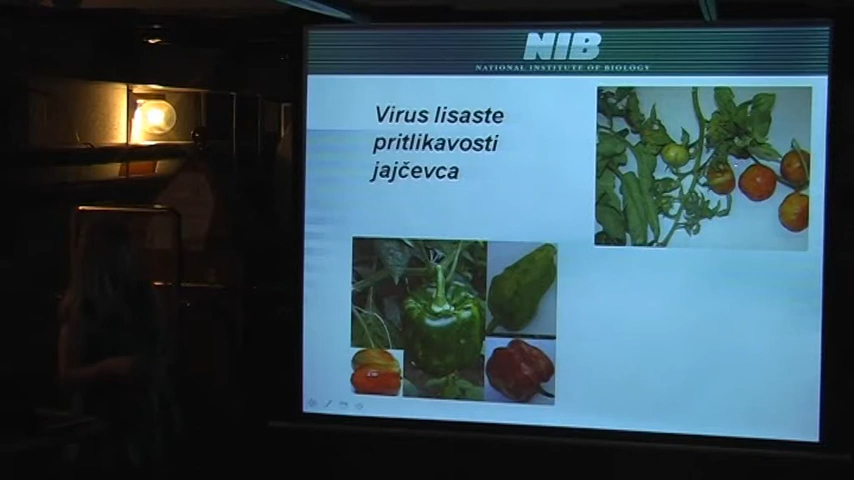 NIB
NATIONAL INSTITUTE OF BIOLOGY
Virus lisaste
pritlikavosti
jajčevca